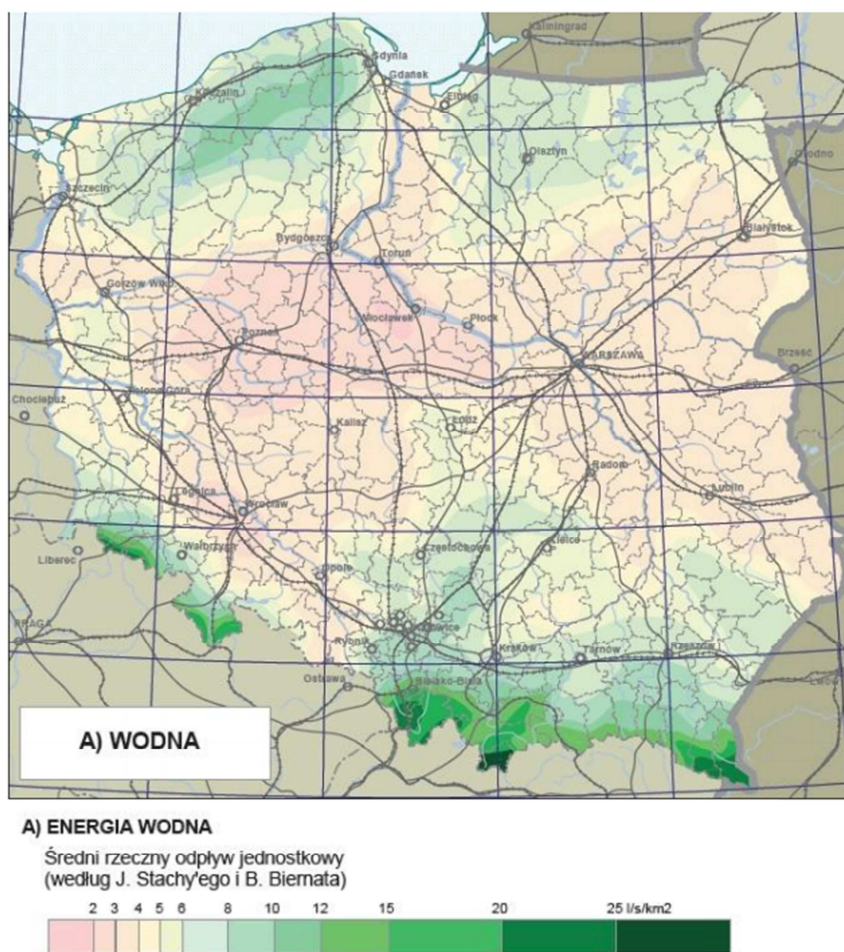 Kaliningrad
Gdynia
Gdańsk
Koszalin
Elbląg
Olsztyn
Grodno
Szczecin
Białystok
Bydgoszcz
Toruń
Gorzów Wlkp.
Włocławek
Płock
Poznań
WARSZAWA
Brześć
Zielona Góra
Chociebuż
Kalisz
Łódź
Radom
Legnica
Wrocław
Lublin
Liberec
Wałbrzych
Częstochowa
Kielce
Opole
PRAGA
Katowice
Rybnik
Kraków
Tarnów
Rzeszów
Ostrawa
Bielsko-Biała
Lwów
A) WODNA
A) ENERGIA WODNA
Średni rzeczny odpływ jednostkowy
(według J. Stachy'ego i B. Biernata)
2 3 4 5 6 8 10 12 15 20 25 l/s/km2